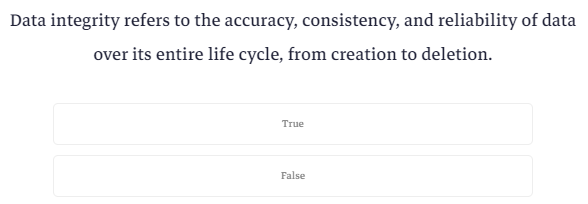 Data integrity refers to the accuracy, consistency, and reliability of data
over its entire life cycle, from creation to deletion.
True
False